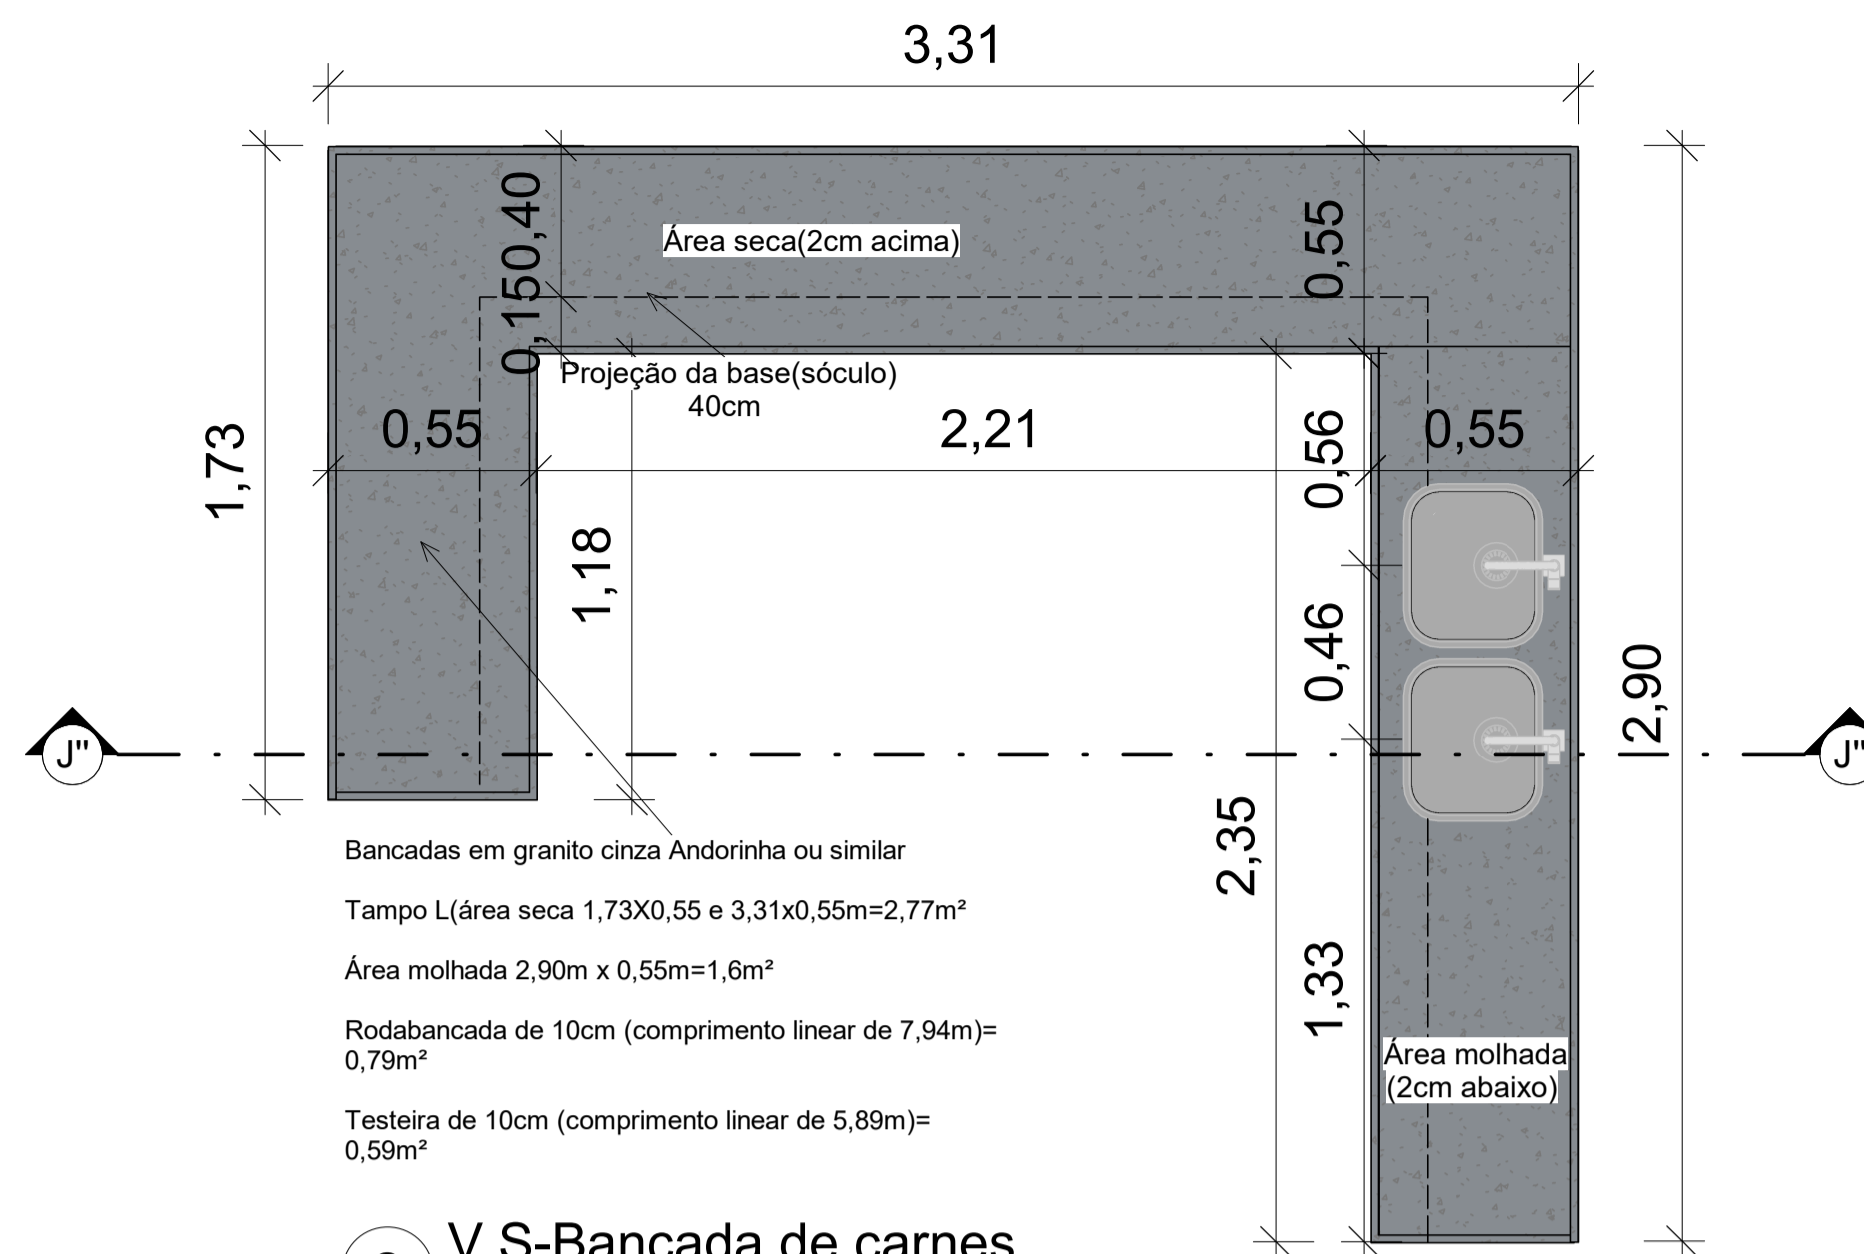 3,31
0,150,40
Área seca(2cm acima)
0,55
Projeção da base(sóculo)
40cm
0,55
2,21
0,56
0,55
1,73
1,18
0,46
2,90
J"
J"
2,35
1,33
Bancadas em granito cinza Andorinha ou similar
Tampo L(área seca 1,73X0,55 e 3,31x0,55m=2,77m²
Área molhada 2,90m x 0,55m=1,6m²
Rodabancada de 10cm (comprimento linear de 7,94m)=
0,79m²
Testeira de 10cm (comprimento linear de 5,89m)=
0,59m²
Área molhada
(2cm abaixo)
V S-Bancada de carnes